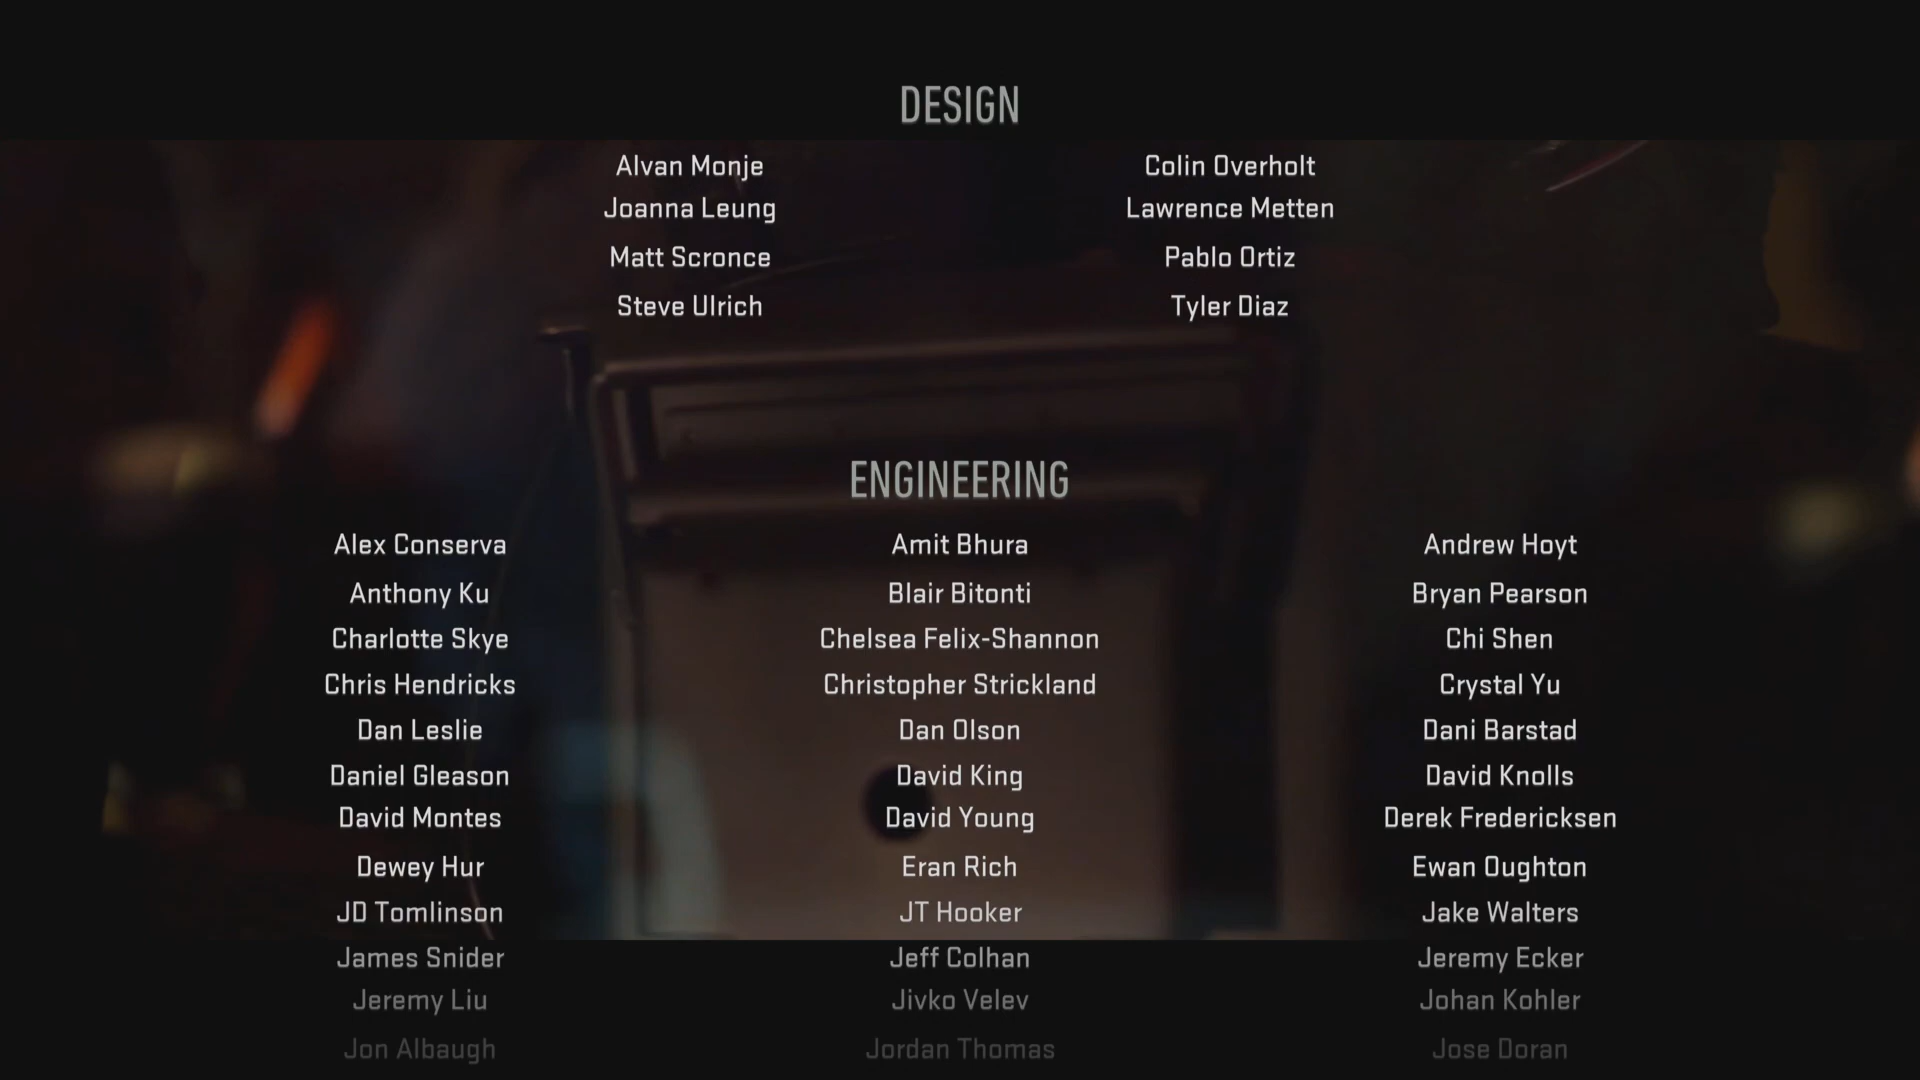 DESIGN
Alvan Monje Colin Overholt
Joanna Leung Lawrence Metten
Matt Scronce Pablo Ortiz
Steve Ulrich Tyler Diaz
ENGINEERING
Alex Conserva Amit Bhura Andrew Hoyt
Anthony Ku Blair Bitonti Bryan Pearson
Charlotte Skye Chelsea Felix-Shannon Chi Shen
Chris Hendricks Christopher Strickland Crystal Yu
Dan Leslie Dan Olson Dani Barstad
Daniel Gleason David King David Knolls
David Montes David Young Derek Fredericksen
Dewey Hur Eran Rich Ewan Oughton
JD Tomlinson JT Hooker Jake Walters
James Snider Jeff Colhan Jeremy Ecker
Jeremy Liu Jivko Velev Johan Kohler
Jon Albaugh Jordan Thomas Jose Doran